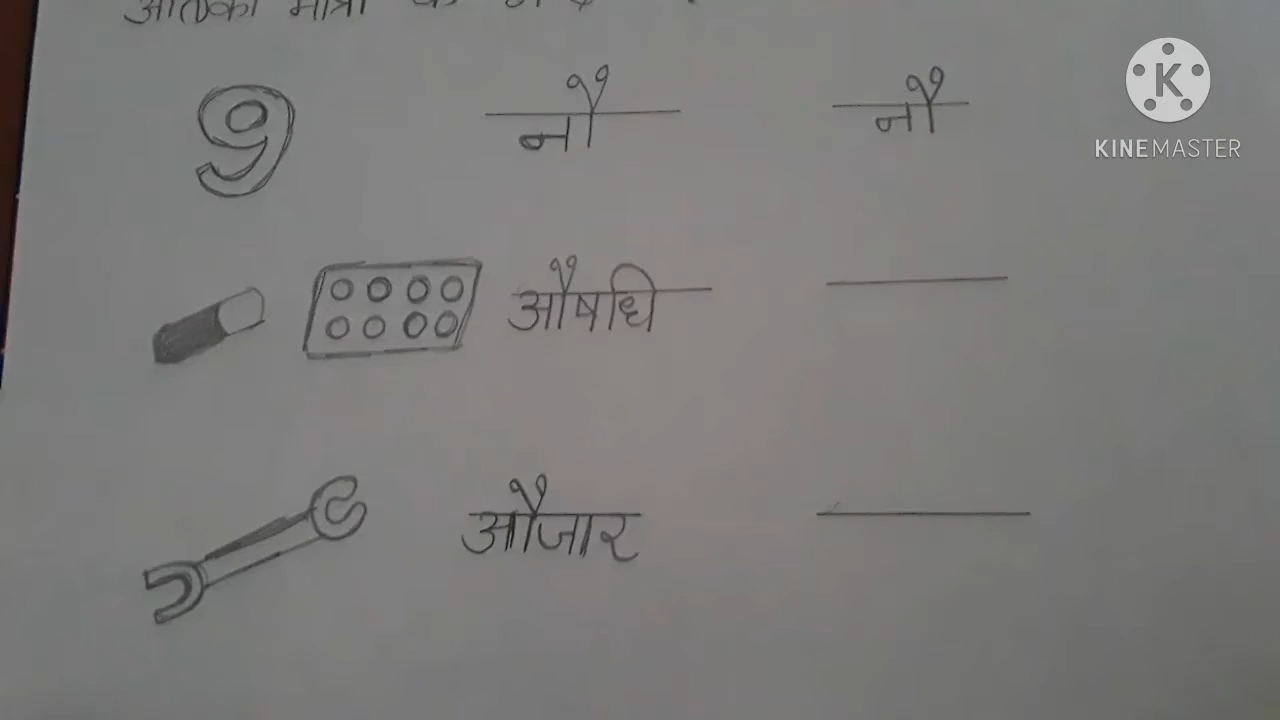 की मात्रा के
9 नौ नौ
औषधि
औजार
K
KINEMASTER